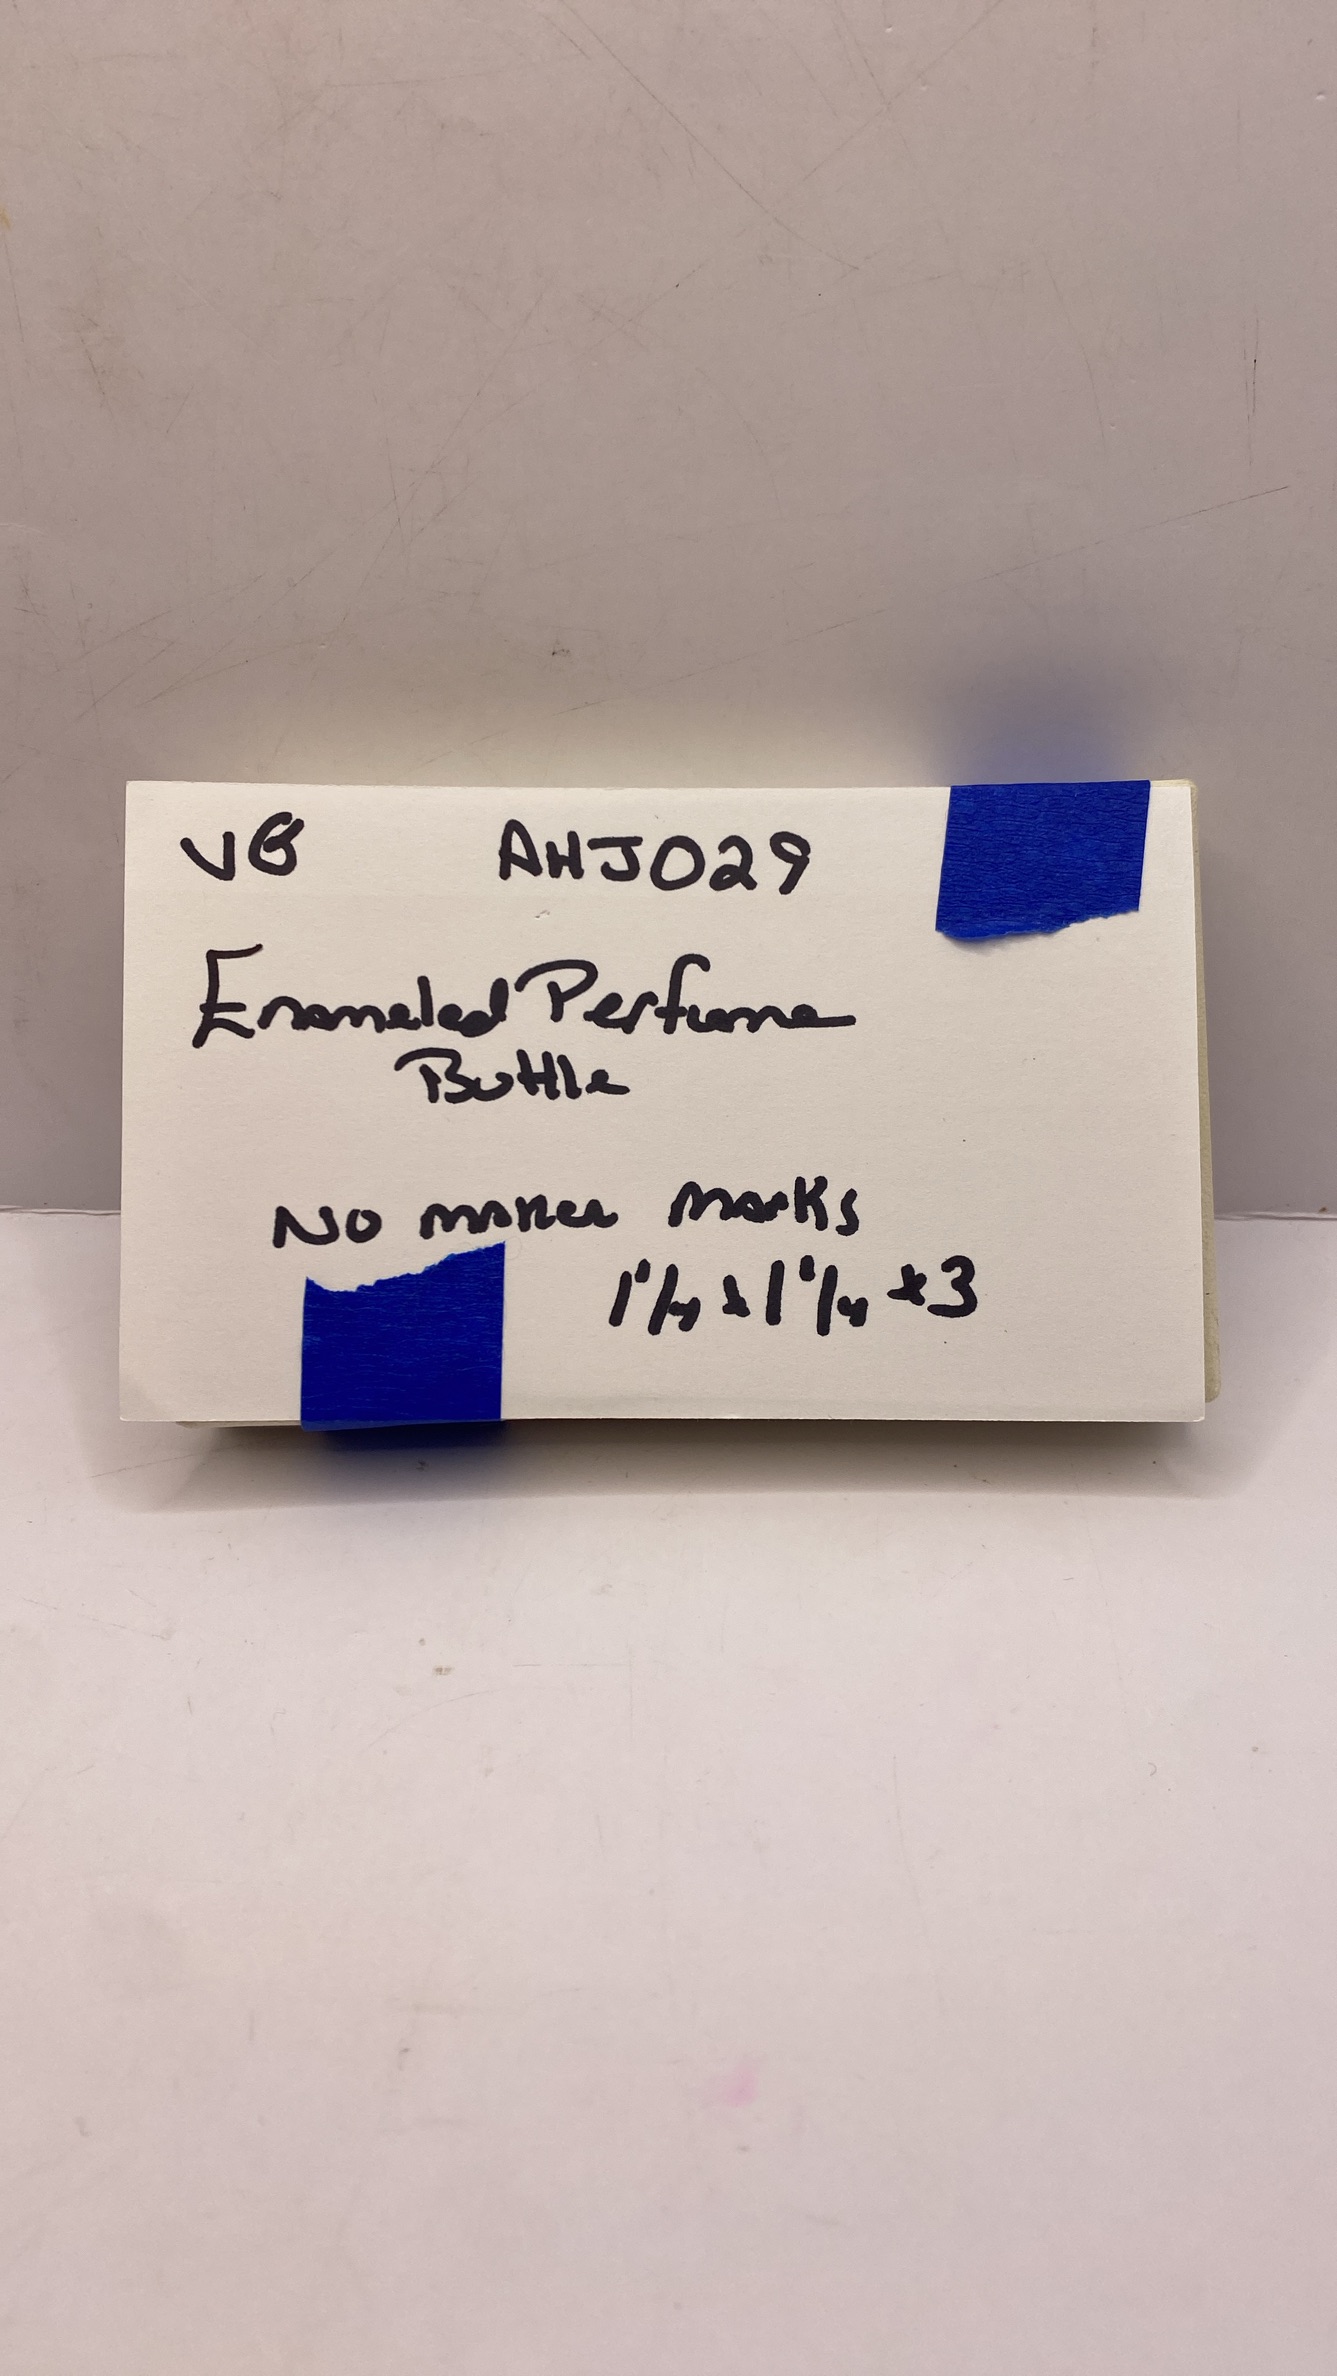 VG AHJ029
Enameled Perfume
Bottle
No maker marks
1 1/4 x 1 1/4 x 3